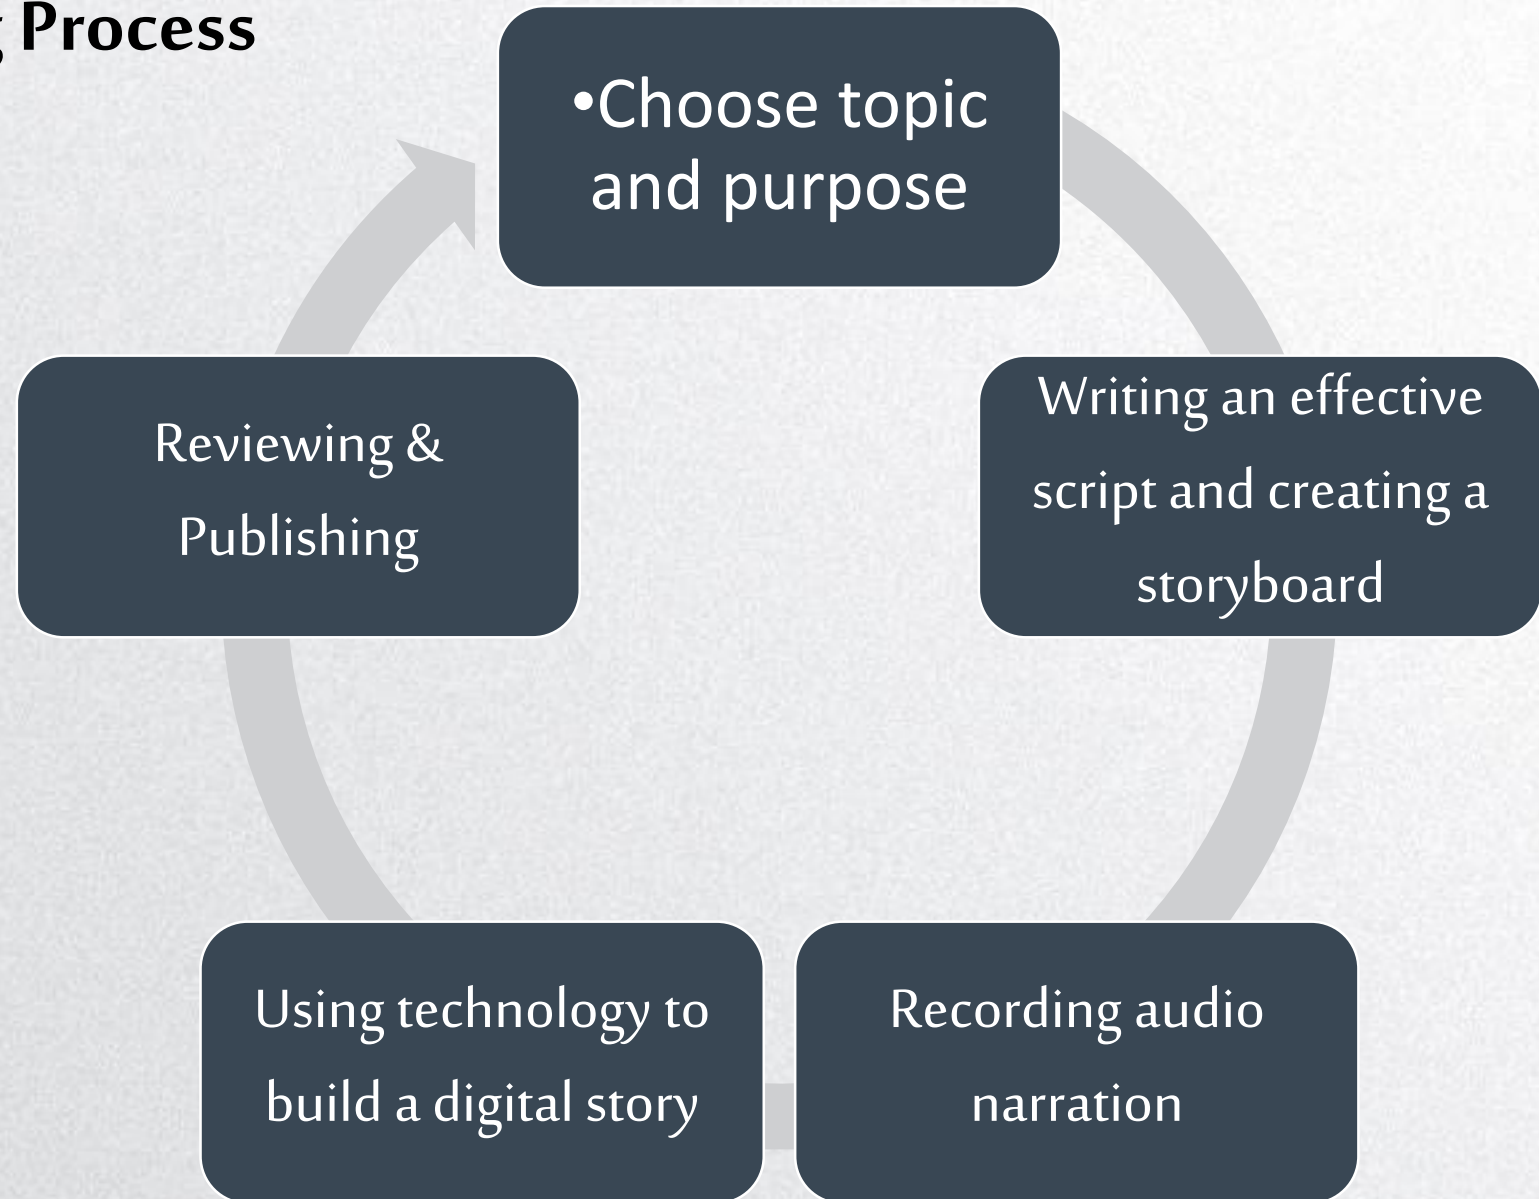 Process
•Choose topic
and purpose
Writing an effective
script and creating a
storyboard
Recording audio
narration
Using technology to
build a digital story
Reviewing &
Publishing